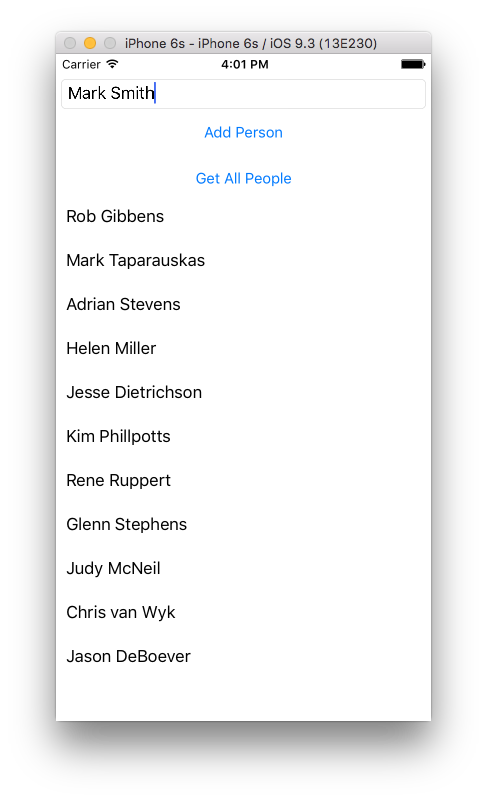 iPhone 6s - iPhone 6s / iOS 9.3 (13E230)
Carrier 4:01 PM
Mark Smith
Add Person
Get All People
Rob Gibbens
Mark Taparauskas
Adrian Stevens
Helen Miller
Jesse Dietrichson
Kim Phillpotts
Rene Ruppert
Glenn Stephens
Judy McNeil
Chris van Wyk
Jason DeBoever